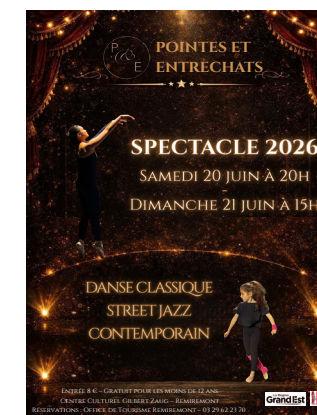 P
&
E
POINTES ET
ENTRECHATS
SPECTACLE 2026
SAMEDI 20 JUIN À 20H
–
DIMANCHE 21 JUIN À 15H
DANSE CLASSIQUE
STREET JAZZ
CONTEMPORAIN
ENTRÉE 8 € – GRATUIT POUR LES MOINS DE 12 ANS
CENTRE CULTUREL GILBERT ZAUG – REMIREMONT
RÉSERVATIONS : OFFICE DE TOURISME REMIREMONT – 03 29 62 23 70
La Région
Grand Est